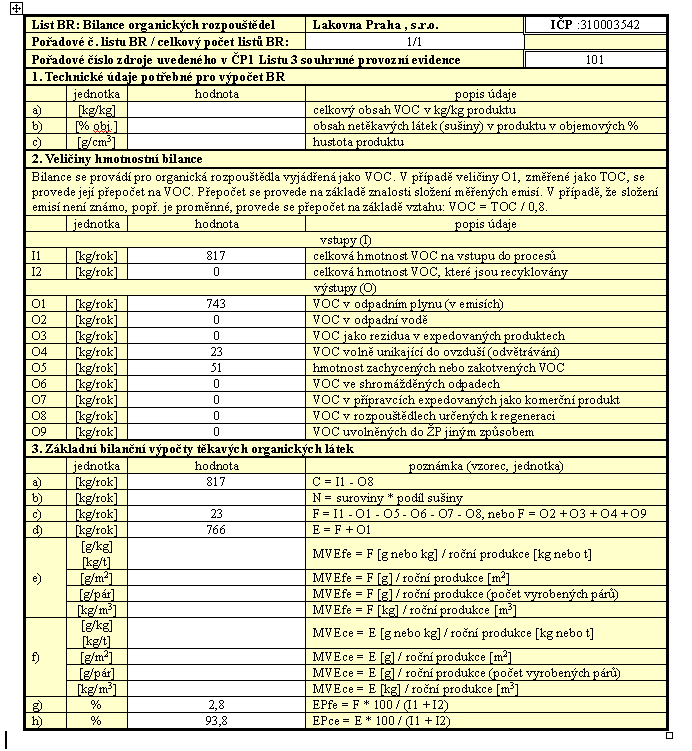 List BR: Bilance organických rozpouštědel Lakovna Praha , s.r.o. IČP :310003542
Pořadové č. listu BR / celkový počet listů BR: 1/1
Pořadové číslo zdroje uvedeného v ČP1 Listu 3 souhrnné provozní evidence 101
1. Technické údaje potřebné pro výpočet BR
jednotka hodnota popis údaje
a) [kg/kg] celkový obsah VOC v kg/kg produktu
b) [% obj.] obsah netěkavých látek (sušiny) v produktu v objemových %
c) [g/cm3] hustota produktu
2. Veličiny hmotnostní bilance
Bilance se provádí pro organická rozpouštědla vyjádřená jako VOC. V případě veličiny O1, změřené jako TOC, se
provede její přepočet na VOC. Přepočet se provede na základě znalosti složení měřených emisí. V případě, že složení
emisí není známo, popř. je proměnné, provede se přepočet na základě vztahu: VOC = TOC / 0,8.
jednotka hodnota popis údaje
vstupy (I)
I1 [kg/rok] 817 celková hmotnost VOC na vstupu do procesů
I2 [kg/rok] 0 celková hmotnost VOC, které jsou recyklovány
výstupy (O)
O1 [kg/rok] 743 VOC v odpadním plynu (v emisích)
O2 [kg/rok] 0 VOC v odpadní vodě
O3 [kg/rok] 0 VOC jako rezidua v expedovaných produktech
O4 [kg/rok] 23 VOC volně unikající do ovzduší (odvětrávání)
O5 [kg/rok] 51 hmotnost zachycených nebo zakotvených VOC
O6 [kg/rok] 0 VOC ve shromážděných odpadech
O7 [kg/rok] 0 VOC v přípravcích expedovaných jako komerční produkt
O8 [kg/rok] 0 VOC v rozpouštědlech určených k regeneraci
O9 [kg/rok] 0 VOC uvolněných do ŽP jiným způsobem
3. Základní bilanční výpočty těkavých organických látek
jednotka hodnota poznámka (vzorec, jednotka)
a) [kg/rok] 817 C = I1 - O8
b) [kg/rok] N = suroviny * podíl sušiny
c) [kg/rok] 23 F = I1 - O1 - O5 - O6 - O7 - O8, nebo F = O2 + O3 + O4 + O9
d) [kg/rok] 766 E = F + O1
e) [g/kg]
[kg/t] MVEfe = F [g nebo kg] / roční produkce [kg nebo t]
[g/m2] MVEfe = F [g] / roční produkce [m2]
[g/pár] MVEfe = F [g] / roční produkce (počet vyrobených párů)
[kg/m3] MVEfe = F [kg] / roční produkce [m3]
f) [g/kg]
[kg/t] MVEce = E [g nebo kg] / roční produkce [kg nebo t]
[g/m2] MVEce = E [g] / roční produkce [m2]
[g/pár] MVEce = E [g] / roční produkce (počet vyrobených párů)
[kg/m3] MVEce = E [kg] / roční produkce [m3]
g) % 2,8 EPfe = F * 100 / (I1 + I2)
h) % 93,8 EPce = E * 100 / (I1 + I2)